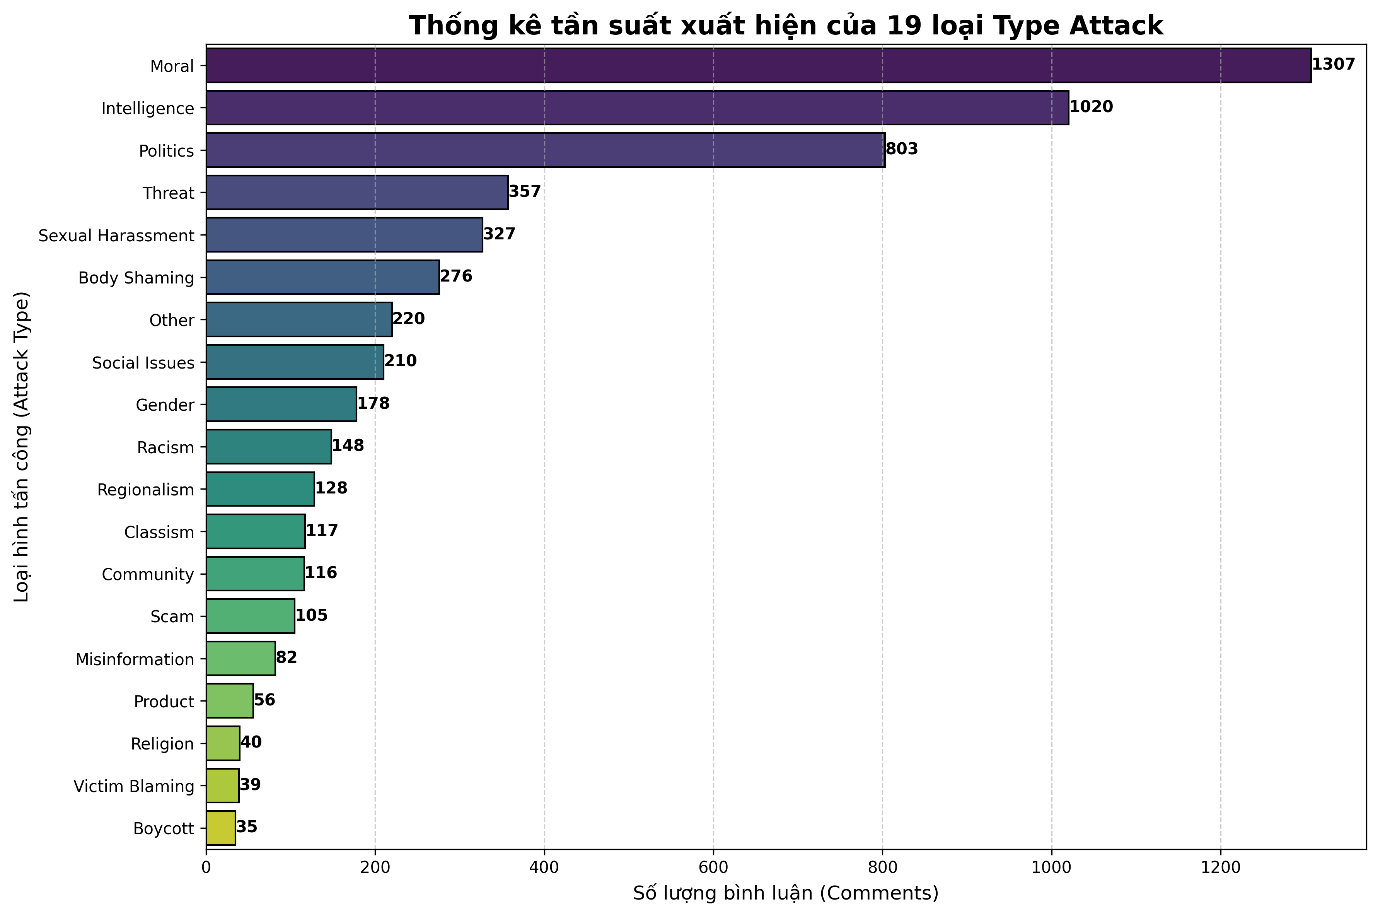 Thống kê tần suất xuất hiện của 19 loại Type Attack
Loại hình tấn công (Attack Type)
Moral 1307
Intelligence 1020
Politics 803
Threat 357
Sexual Harassment 327
Body Shaming 276
Other 220
Social Issues 210
Gender 178
Racism 148
Regionalism 128
Classism 117
Community 116
Scam 105
Misinformation 82
Product 56
Religion 40
Victim Blaming 39
Boycott 35
0 200 400 600 800 1000 1200
Số lượng bình luận (Comments)